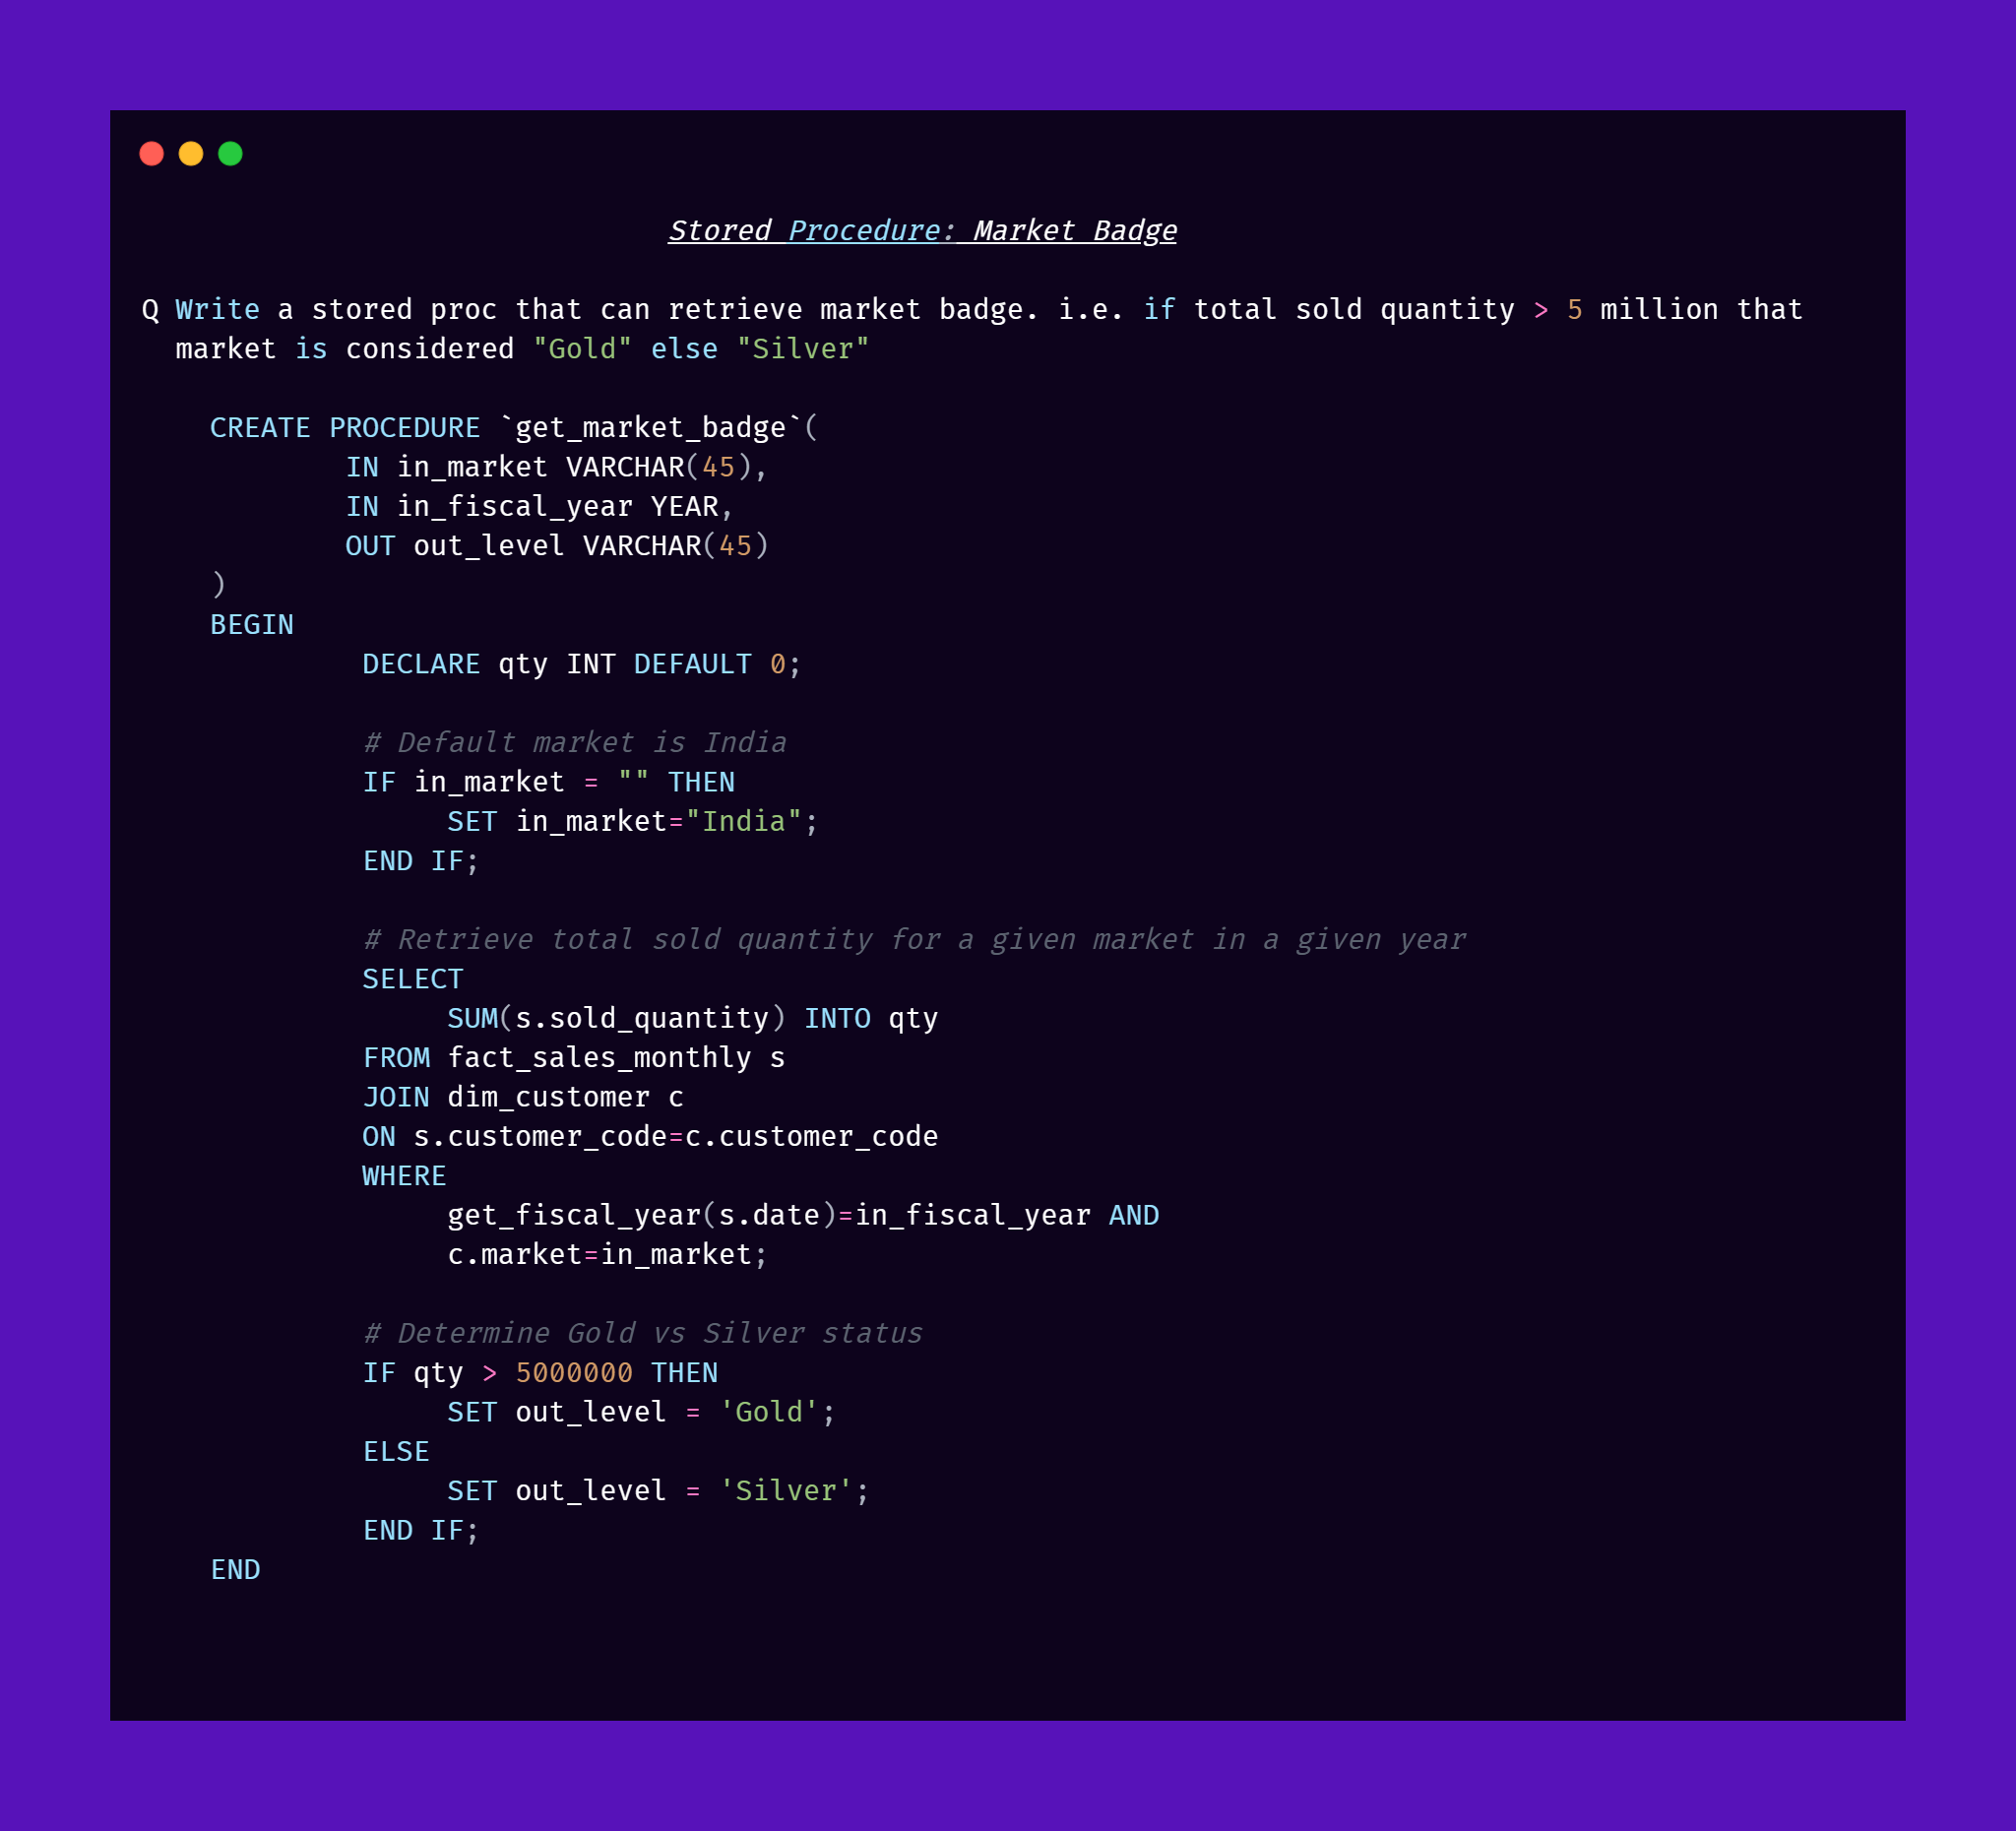 Stored Procedure: Market Badge
Q Write a stored proc that can retrieve market badge. i.e. if total sold quantity > 5 million that
market is considered "Gold" else "Silver"
CREATE PROCEDURE `get_market_badge`(
IN in_market VARCHAR(45),
IN in_fiscal_year YEAR,
OUT out_level VARCHAR(45)
)
BEGIN
DECLARE qty INT DEFAULT 0;
# Default market is India
IF in_market = "" THEN
SET in_market="India";
END IF;
# Retrieve total sold quantity for a given market in a given year
SELECT
SUM(s.sold_quantity) INTO qty
FROM fact_sales_monthly s
JOIN dim_customer c
ON s.customer_code=c.customer_code
WHERE
get_fiscal_year(s.date)=in_fiscal_year AND
c.market=in_market;
# Determine Gold vs Silver status
IF qty > 5000000 THEN
SET out_level = 'Gold';
ELSE
SET out_level = 'Silver';
END IF;
END